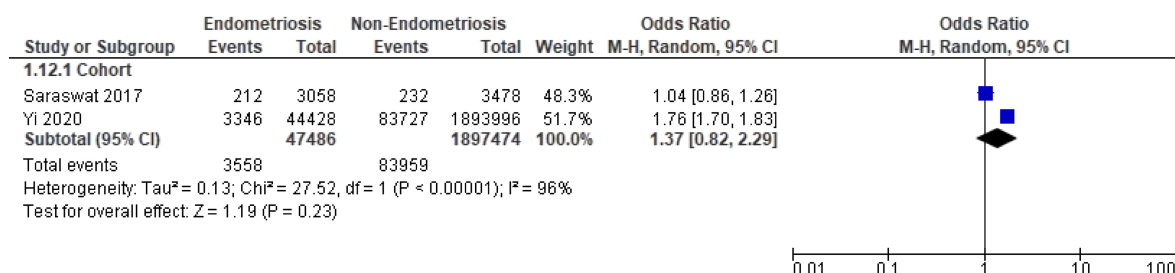 Endometriosis Non-Endometriosis Odds Ratio Odds Ratio
Study or Subgroup Events Total Events Total Weight M-H, Random, 95% CI M-H, Random, 95% CI
1.12.1 Cohort
Saraswat 2017 212 3058 232 3478 48.3% 1.04 [0.86, 1.26]
Yi 2020 3346 44428 83727 1893996 51.7% 1.76 [1.70, 1.83]
Subtotal (95% CI) 47486 1897474 100.0% 1.37 [0.82, 2.29]
Total events 3558 83959
Heterogeneity: Tau² = 0.13; Chi² = 27.52, df = 1 (P < 0.00001); I² = 96%
Test for overall effect: Z = 1.19 (P = 0.23)
0.01 0.1 1 10 100